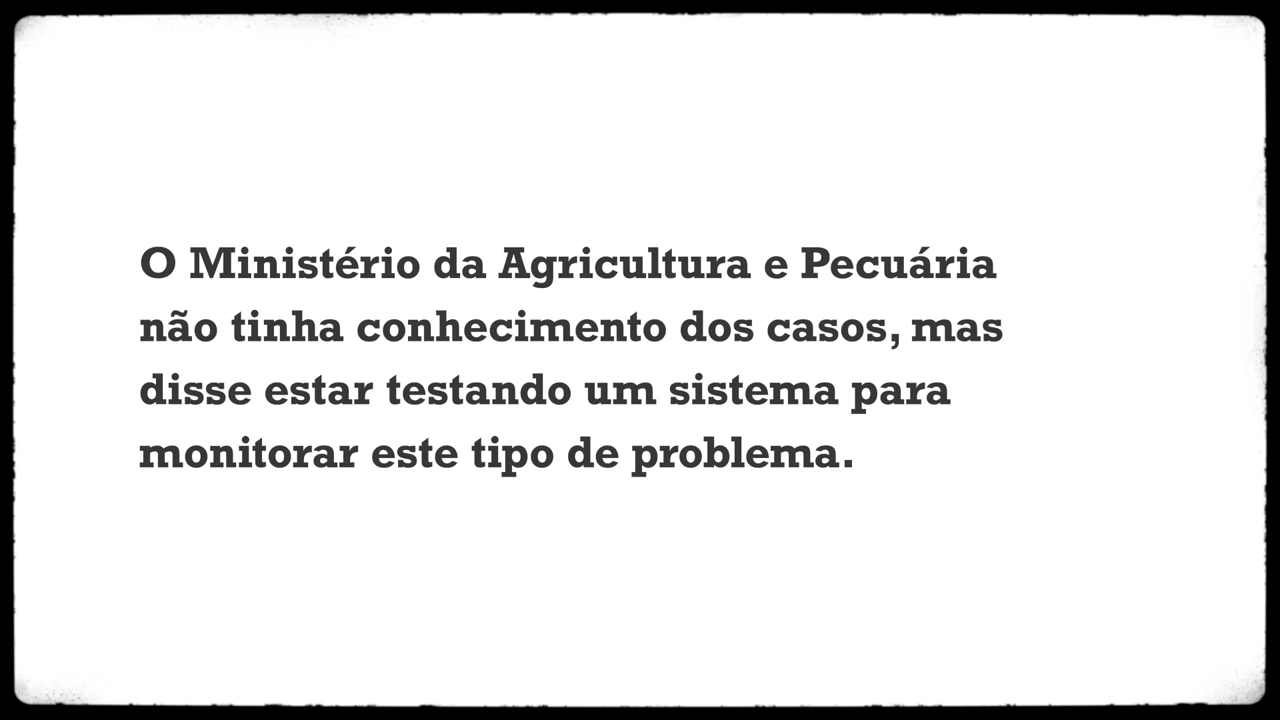 O Ministério da Agricultura e Pecuária
não tinha conhecimento dos casos, mas
disse estar testando um sistema para
monitorar este tipo de problema.